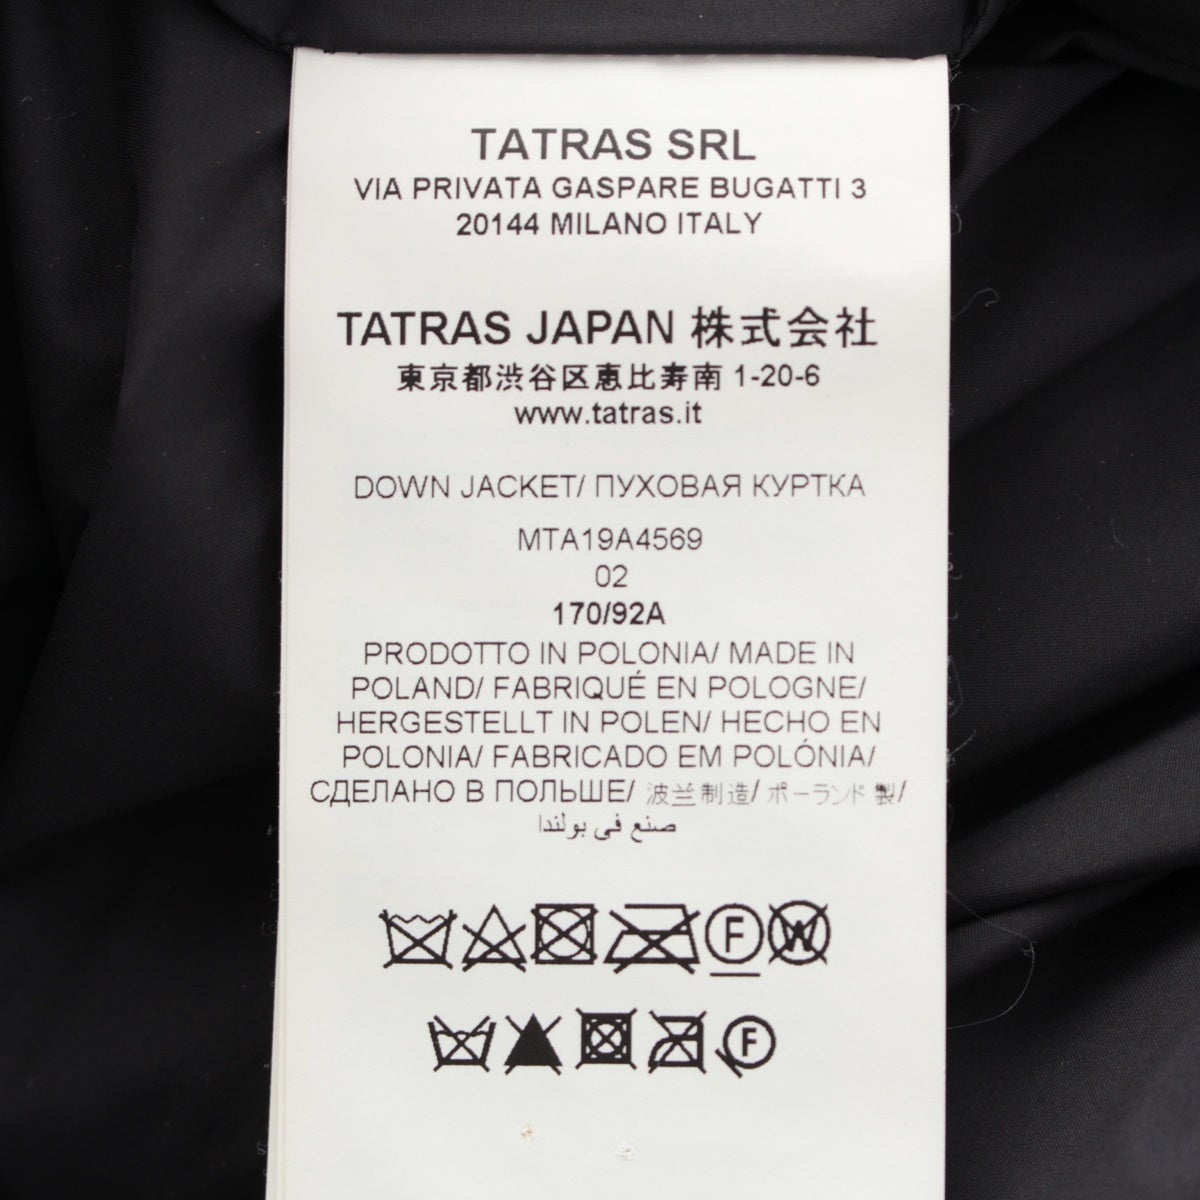 TATRAS SRL
VIA PRIVATA GASPARE BUGATTI 3
20144 MILANO ITALY
TATRAS JAPAN 株式会社
東京都渋谷区恵比寿南 1-20-6
www.tatras.it
DOWN JACKET/ ПУХОВАЯ КУРТКА
MTA19A4569
02
170/92A
PRODOTTO IN POLONIA/ MADE IN
POLAND/ FABRIQUÉ EN POLOGNE/
HERGESTELLT IN POLEN/ HECHO EN
POLONIA/ FABRICADO EM POLÓNIA/
СДЕЛАНО В ПОЛЬШЕ/ 波兰制造/ ポーランド 製/
صنع في بولندا
F W
F